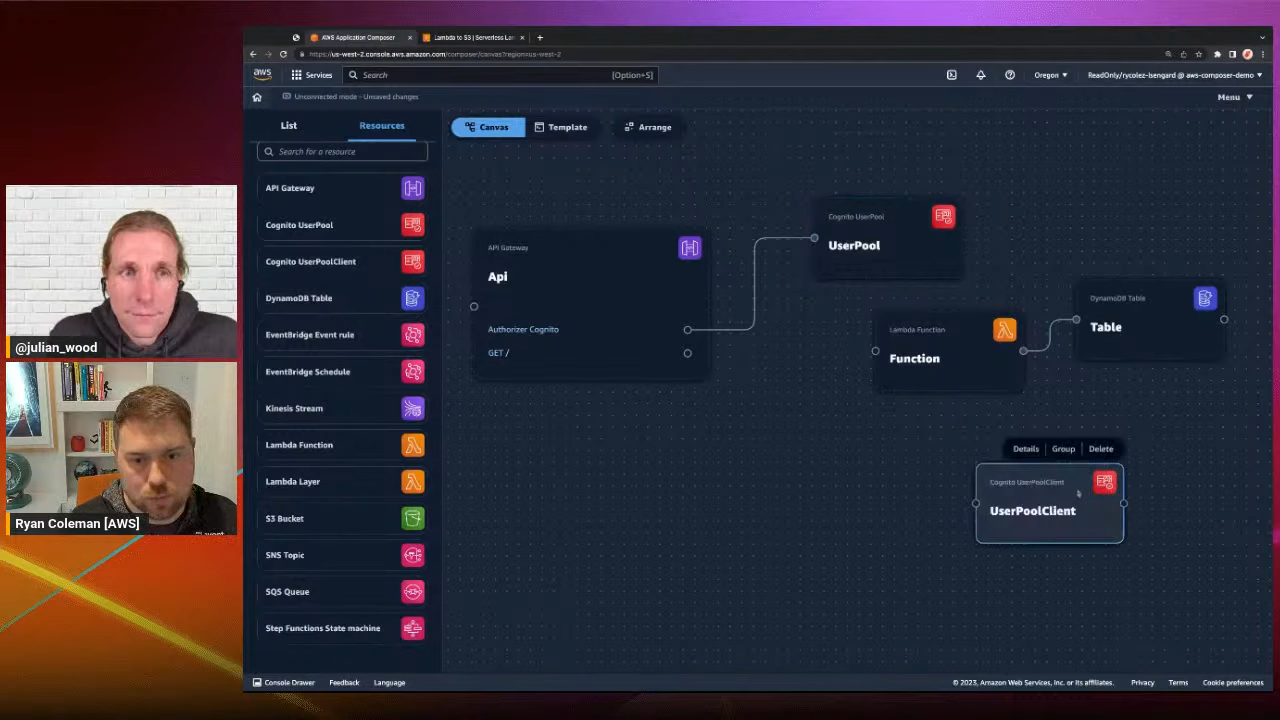 AWS Application Composer
Lambda to S3 | Serverless La
https://us-west-2.console.aws.amazon.com/composer/canvas?region=us-west-2
aws
Services
Search
[Option+S]
Oregon
ReadOnly/rycolez-Isengard @ aws-composer-demo
Unconnected mode - Unsaved changes
Menu
List
Resources
Canvas
Template
Arrange
Search for a resource
API Gateway
Cognito UserPool
Cognito UserPoolClient
DynamoDB Table
EventBridge Event rule
EventBridge Schedule
Kinesis Stream
Lambda Function
Lambda Layer
S3 Bucket
SNS Topic
SQS Queue
Step Functions State machine
API Gateway
Api
Authorizer Cognito
GET /
Cognito UserPool
UserPool
Lambda Function
Function
DynamoDB Table
Table
Details
Group
Delete
Cognito UserPoolClient
UserPoolClient
@julian_wood
Ryan Coleman [AWS]
Console Drawer
Feedback
Language
© 2023, Amazon Web Services, Inc. or its affiliates.
Privacy
Terms
Cookie preferences